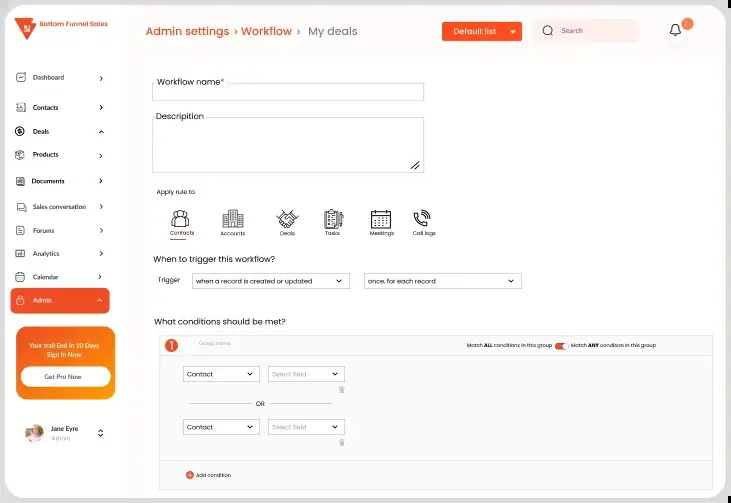 Bottom Funnel Sales
Admin settings > Workflow > My deals
Default list
Search
Dashboard
Contacts
Deals
Products
Documents
Sales conversation
Forums
Analytics
Calendar
Admin
Your trail End In 10 Days
Sign In Now
Get Pro Now
Jane Eyre
Admin
Workflow name*
Descripition
Apply rule to
Contacts Accounts Deals Tasks Meetings Call logs
When to trigger this workflow?
Trigger when a record is created or updated once, for each record
What conditions should be met?
1 Group name Match ALL conditions in this group Match ANY condition in this group
Contact Select field
OR
Contact Select field
Add condition